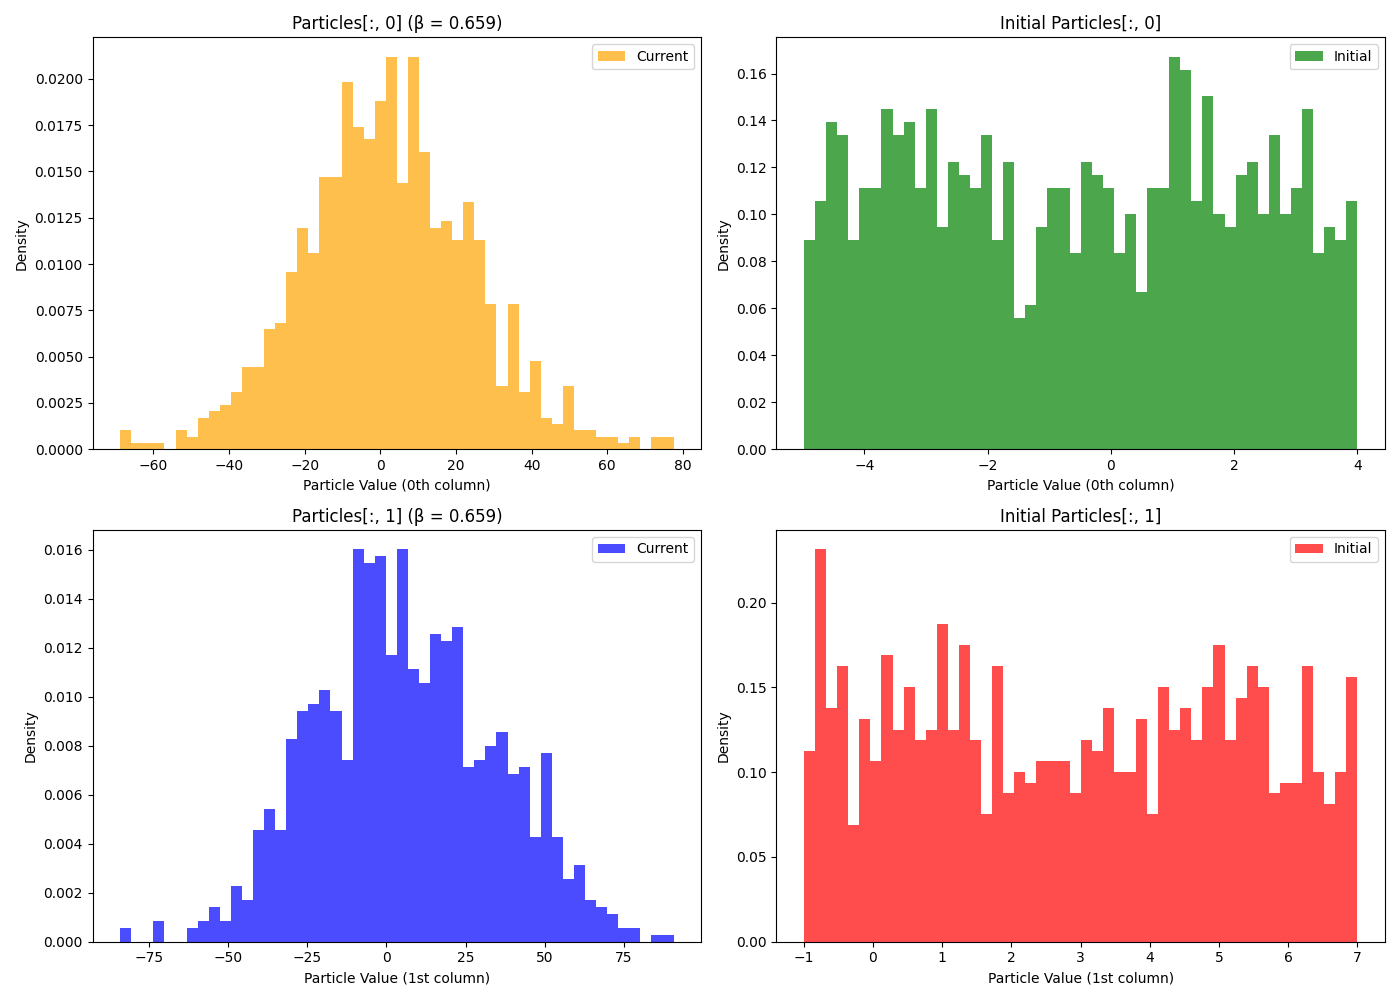 Particles[:, 0] (β = 0.659)
Current
0.0200
0.0175
0.0150
0.0125
0.0100
0.0075
0.0050
0.0025
0.0000
Density
−60 −40 −20 0 20 40 60 80
Particle Value (0th column)
Initial Particles[:, 0]
Initial
0.16
0.14
0.12
0.10
0.08
0.06
0.04
0.02
0.00
Density
−4 −2 0 2 4
Particle Value (0th column)
Particles[:, 1] (β = 0.659)
Current
0.016
0.014
0.012
0.010
0.008
0.006
0.004
0.002
0.000
Density
−75 −50 −25 0 25 50 75
Particle Value (1st column)
Initial Particles[:, 1]
Initial
0.20
0.15
0.10
0.05
0.00
Density
−1 0 1 2 3 4 5 6 7
Particle Value (1st column)